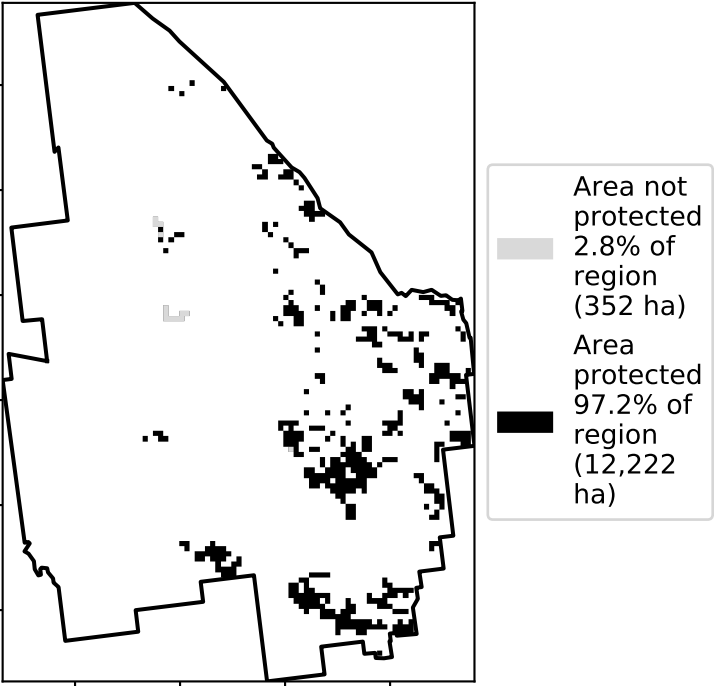 Area not
protected
2.8% of
region
(352 ha)
Area
protected
97.2% of
region
(12,222
ha)